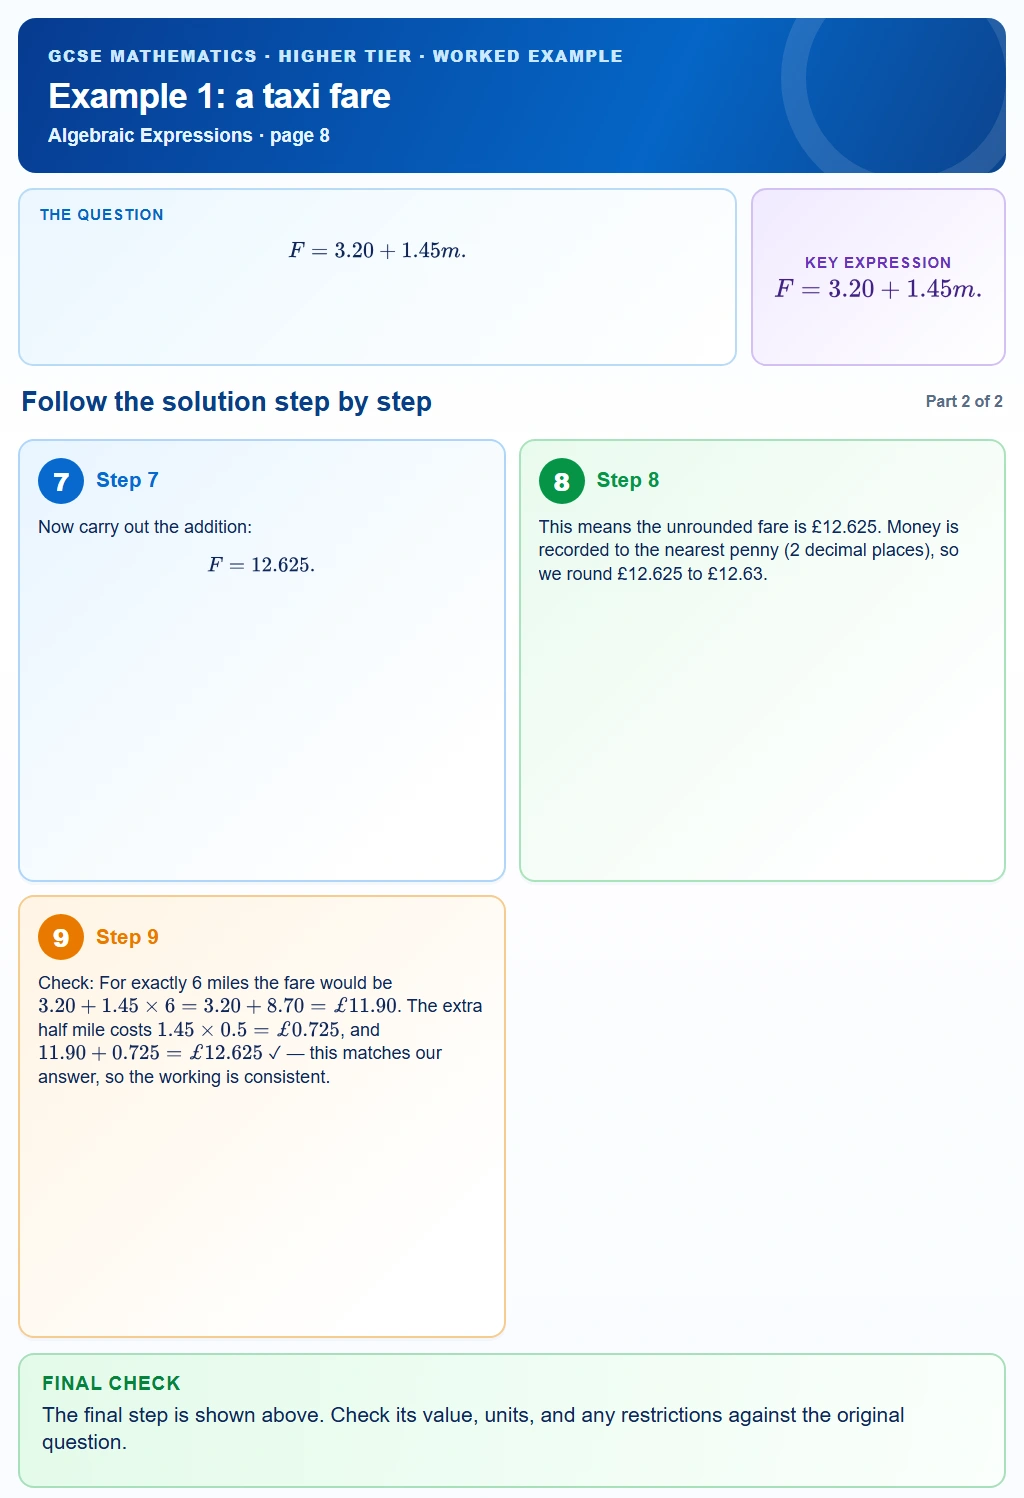 GCSE MATHEMATICS · HIGHER TIER · WORKED EXAMPLE
Example 1: a taxi fare
Algebraic Expressions · page 8
THE QUESTION
F = 3.20 + 1.45m.
KEY EXPRESSION
F = 3.20 + 1.45m.
Follow the solution step by step
Part 2 of 2
7 Step 7
Now carry out the addition:
F = 12.625.
8 Step 8
This means the unrounded fare is £12.625. Money is
recorded to the nearest penny (2 decimal places), so
we round £12.625 to £12.63.
9 Step 9
Check: For exactly 6 miles the fare would be
3.20 + 1.45 × 6 = 3.20 + 8.70 = £11.90. The extra
half mile costs 1.45 × 0.5 = £0.725, and
11.90 + 0.725 = £12.625 ✓ — this matches our
answer, so the working is consistent.
FINAL CHECK
The final step is shown above. Check its value, units, and any restrictions against the original
question.